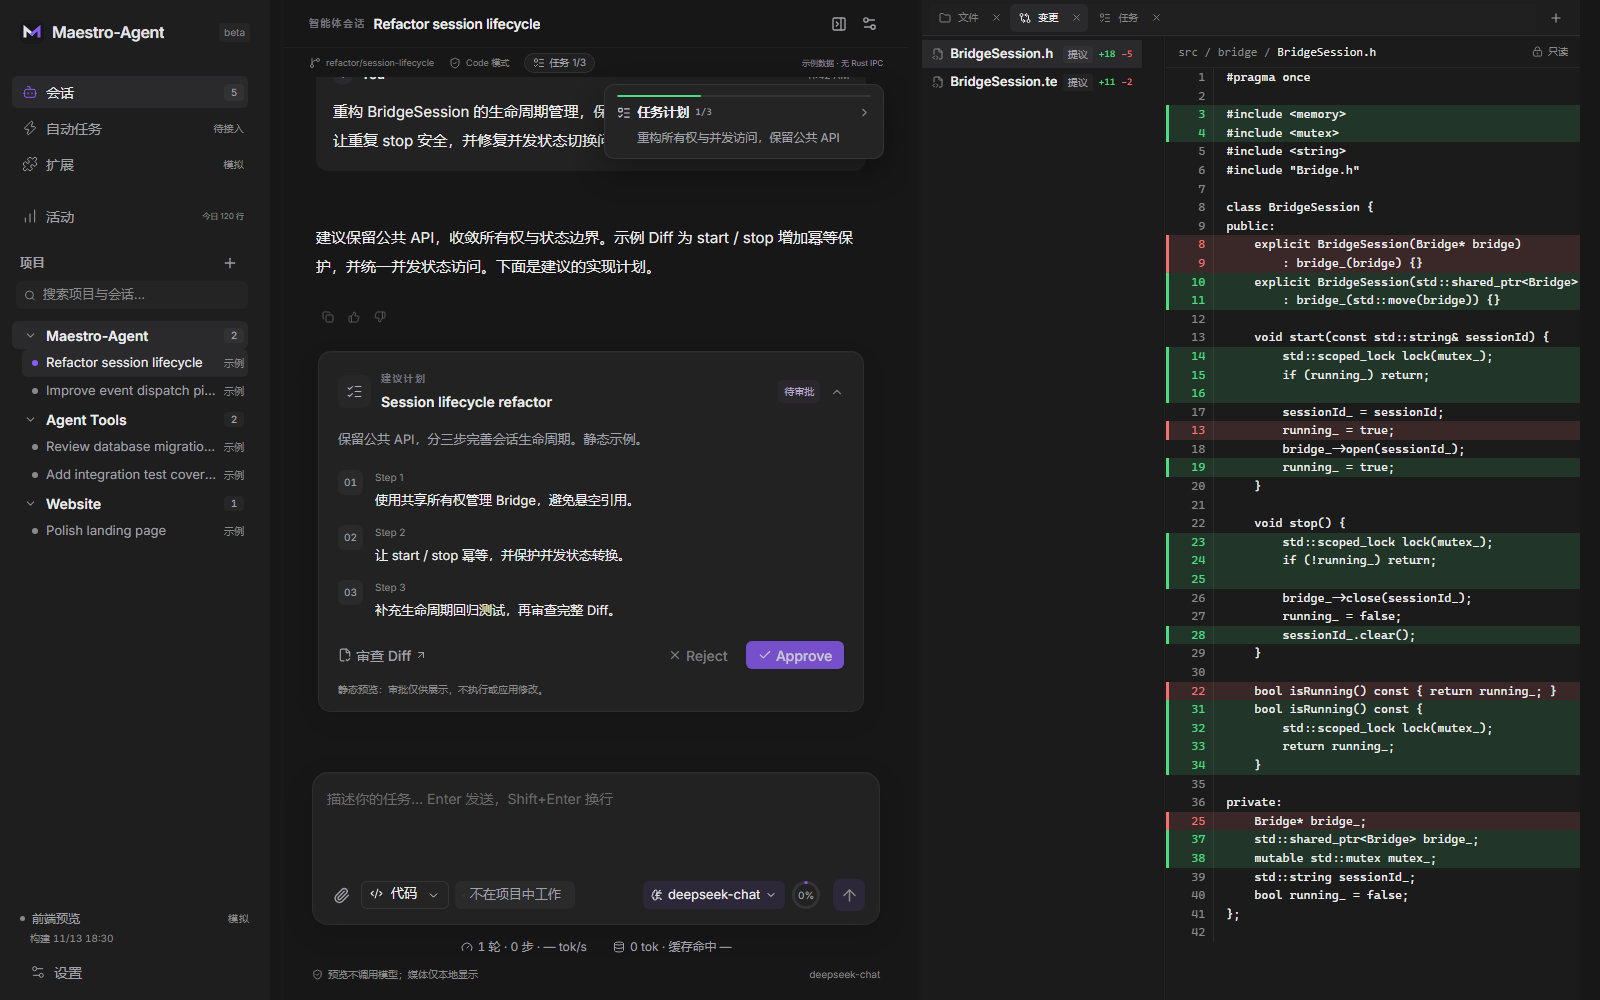 Maestro-Agent
beta
会话
5
自动任务
待接入
扩展
模拟
活动
今日 120 行
项目
搜索项目与会话...
Maestro-Agent
2
Refactor session lifecycle
示例
Improve event dispatch pi...
示例
Agent Tools
2
Review database migratio...
示例
Add integration test cover...
示例
Website
1
Polish landing page
示例
前端预览
模拟
构建 11/13 18:30
设置
智能体会话
Refactor session lifecycle
refactor/session-lifecycle
Code 模式
任务 1/3
示例数据 · 无 Rust IPC
重构 BridgeSession 的生命周期管理，保
让重复 stop 安全，并修复并发状态切换问
任务计划 1/3
重构所有权与并发访问，保留公共 API
建议保留公共 API，收敛所有权与状态边界。示例 Diff 为 start / stop 增加幂等保
护，并统一并发状态访问。下面是建议的实现计划。
建议计划
Session lifecycle refactor
待审批
保留公共 API，分三步完善会话生命周期。静态示例。
01
Step 1
使用共享所有权管理 Bridge，避免悬空引用。
02
Step 2
让 start / stop 幂等，并保护并发状态转换。
03
Step 3
补充生命周期回归测试，再审查完整 Diff。
审查 Diff
Reject
Approve
静态预览：审批仅供展示，不执行或应用修改。
描述你的任务... Enter 发送，Shift+Enter 换行
代码
不在项目中工作
deepseek-chat
0%
1 轮 · 0 步 · — tok/s
0 tok · 缓存命中 —
预览不调用模型；媒体仅本地显示
deepseek-chat
文件
变更
任务
BridgeSession.h
提议
+18 −5
BridgeSession.te
提议
+11 −2
src / bridge / BridgeSession.h
只读
1 #pragma once
2
3 #include <memory>
4 #include <mutex>
5 #include <string>
6 #include "Bridge.h"
7
8 class BridgeSession {
9 public:
8 explicit BridgeSession(Bridge* bridge)
9 : bridge_(bridge) {}
10 explicit BridgeSession(std::shared_ptr<Bridge>
11 : bridge_(std::move(bridge)) {}
12
13 void start(const std::string& sessionId) {
14 std::scoped_lock lock(mutex_);
15 if (running_) return;
16
17 sessionId_ = sessionId;
13 running_ = true;
18 bridge_->open(sessionId_);
19 running_ = true;
20 }
21
22 void stop() {
23 std::scoped_lock lock(mutex_);
24 if (!running_) return;
25
26 bridge_->close(sessionId_);
27 running_ = false;
28 sessionId_.clear();
29 }
30
22 bool isRunning() const { return running_; }
31 bool isRunning() const {
32 std::scoped_lock lock(mutex_);
33 return running_;
34 }
35
36 private:
25 Bridge* bridge_;
37 std::shared_ptr<Bridge> bridge_;
38 mutable std::mutex mutex_;
39 std::string sessionId_;
40 bool running_ = false;
41 };
42